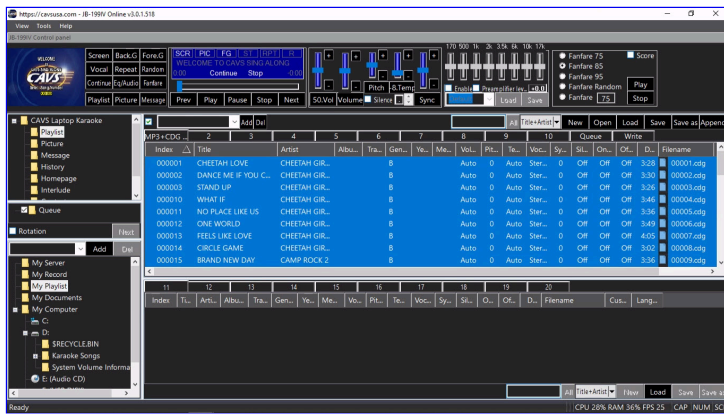 https://cavsusa.com - JB-199IV Online v3.0.1.518
View Tools Help
JB-199IV Control panel
WELCOME
CAVS
Screen Back.G Fore.G
Vocal Repeat Random
Continue Eq/Audio Fanfare
Playlist Picture Message
SCR PIC FG ST RPT R
WELCOME TO CAVS SING ALONG
0:00 Continue Stop -0:00
Prev Play Pause Stop Next
Pitch
S0.Vol Volume Silence Sync
170 500 1k 2k 3.5k 6k 10k 17k
Enable Preamplifier lev.. +0.0
Load Save
Fanfare 75
Fanfare 85
Fanfare 95
Fanfare Random
Fanfare 75
Score
Play
Stop
CAVS Laptop Karaoke
Playlist
Picture
Message
History
Homepage
Interlude
Queue
Rotation Next
Add Del
My Server
My Record
My Playlist
My Documents
My Computer
C:
D:
$RECYCLE.BIN
Karaoke Songs
System Volume Informa
E: (Audio CD)
Add Del All Title+Artist New Open Load Save Save as Append
MP3+CDG ... 2 3 4 5 6 7 8 9 10 Queue Write
Index Title Artist Albu... Tra... Gen... Ye... Me... Vol... Pit... Te... Voc... Sy... Sil... On... Of... D... Filename
000001 CHEETAH LOVE CHEETAH GIR... B Auto 0 Auto Ster... 0 Off Off Off 3:28 00001.cdg
000002 DANCE ME IF YOU C... CHEETAH GIR... B Auto 0 Auto Ster... 0 Off Off Off 3:30 00002.cdg
000003 STAND UP CHEETAH GIR... B Auto 0 Auto Ster... 0 Off Off Off 3:26 00003.cdg
000010 WHAT IF CHEETAH GIR... B Auto 0 Auto Ster... 0 Off Off Off 3:46 00004.cdg
000011 NO PLACE LIKE US CHEETAH GIR... B Auto 0 Auto Ster... 0 Off Off Off 3:36 00005.cdg
000012 ONE WORLD CHEETAH GIR... B Auto 0 Auto Ster... 0 Off Off Off 3:49 00006.cdg
000013 FEELS LIKE LOVE CHEETAH GIR... B Auto 0 Auto Ster... 0 Off Off Off 4:05 00007.cdg
000014 CIRCLE GAME CHEETAH GIR... B Auto 0 Auto Ster... 0 Off Off Off 3:02 00008.cdg
000015 BRAND NEW DAY CAMP ROCK 2 B Auto 0 Auto Ster... 0 Off Off Off 3:36 00009.cdg
11 12 13 14 15 16 17 18 19 20
Index Ti... Arti... Albu... Tra... Gen... Ye... Me... Vo... Pit... Te... Voc... Sy... Sil... O... Of... D... Filename Cus... Lang...
All Title+Artist New Load Save Save as
Ready CPU 28% RAM 36% FPS 25 CAP NUM SC